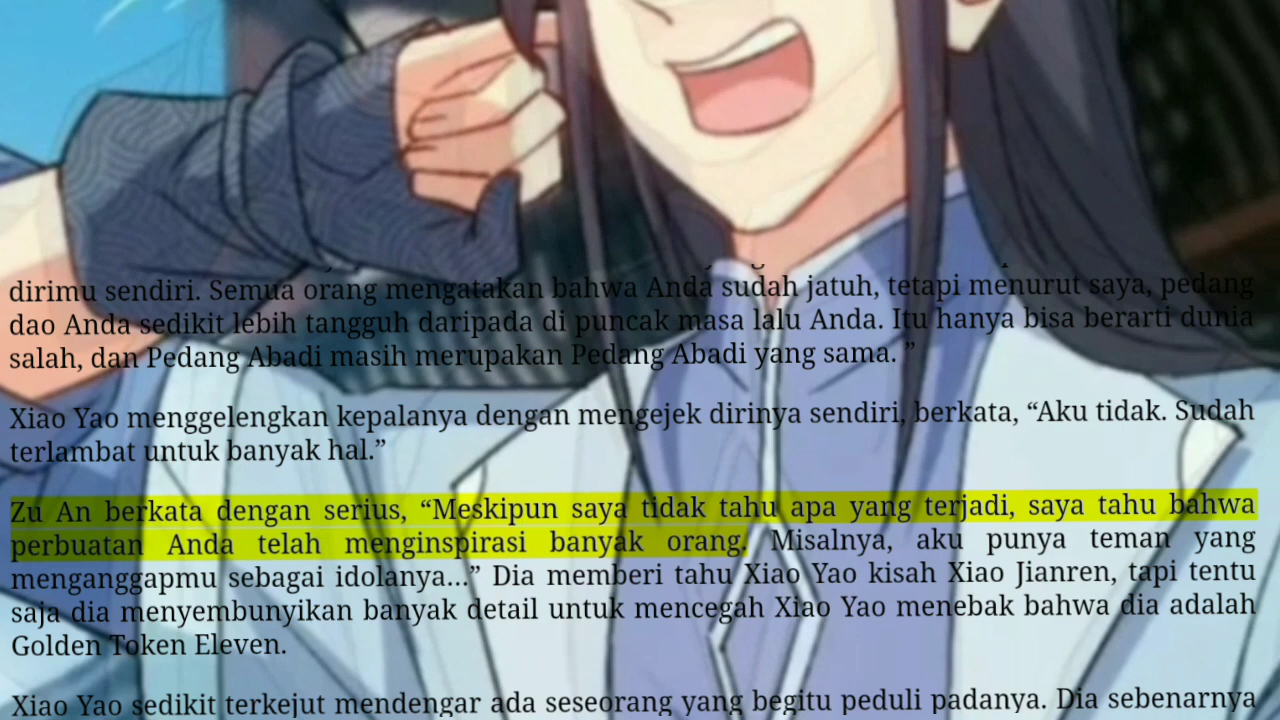 dirimu sendiri. Semua orang mengatakan bahwa Anda sudah jatuh, tetapi menurut saya, pedang
dao Anda sedikit lebih tangguh daripada di puncak masa lalu Anda. Itu hanya bisa berarti dunia
salah, dan Pedang Abadi masih merupakan Pedang Abadi yang sama. ”
Xiao Yao menggelengkan kepalanya dengan mengejek dirinya sendiri, berkata, “Aku tidak. Sudah
terlambat untuk banyak hal.”
Zu An berkata dengan serius, “Meskipun saya tidak tahu apa yang terjadi, saya tahu bahwa
perbuatan Anda telah menginspirasi banyak orang. Misalnya, aku punya teman yang
menganggapmu sebagai idolanya...” Dia memberi tahu Xiao Yao kisah Xiao Jianren, tapi tentu
saja dia menyembunyikan banyak detail untuk mencegah Xiao Yao menebak bahwa dia adalah
Golden Token Eleven.
Xiao Yao sedikit terkejut mendengar ada seseorang yang begitu peduli padanya. Dia sebenarnya